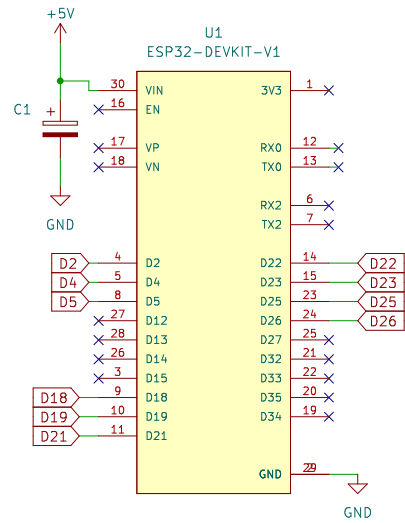 +5V
U1
ESP32-DEVKIT-V1
30 VIN 3V3 1
C1 + 16 EN
17 VP RX0 12
18 VN TX0 13
RX2 6
GND TX2 7
D2 4 D2 D22 14 D22
D4 5 D4 D23 15 D23
D5 8 D5 D25 23 D25
27 D12 D26 24 D26
28 D13 D27 25
26 D14 D32 21
3 D15 D33 22
D18 9 D18 D35 20
D19 10 D19 D34 19
D21 11 D21
GND
GND